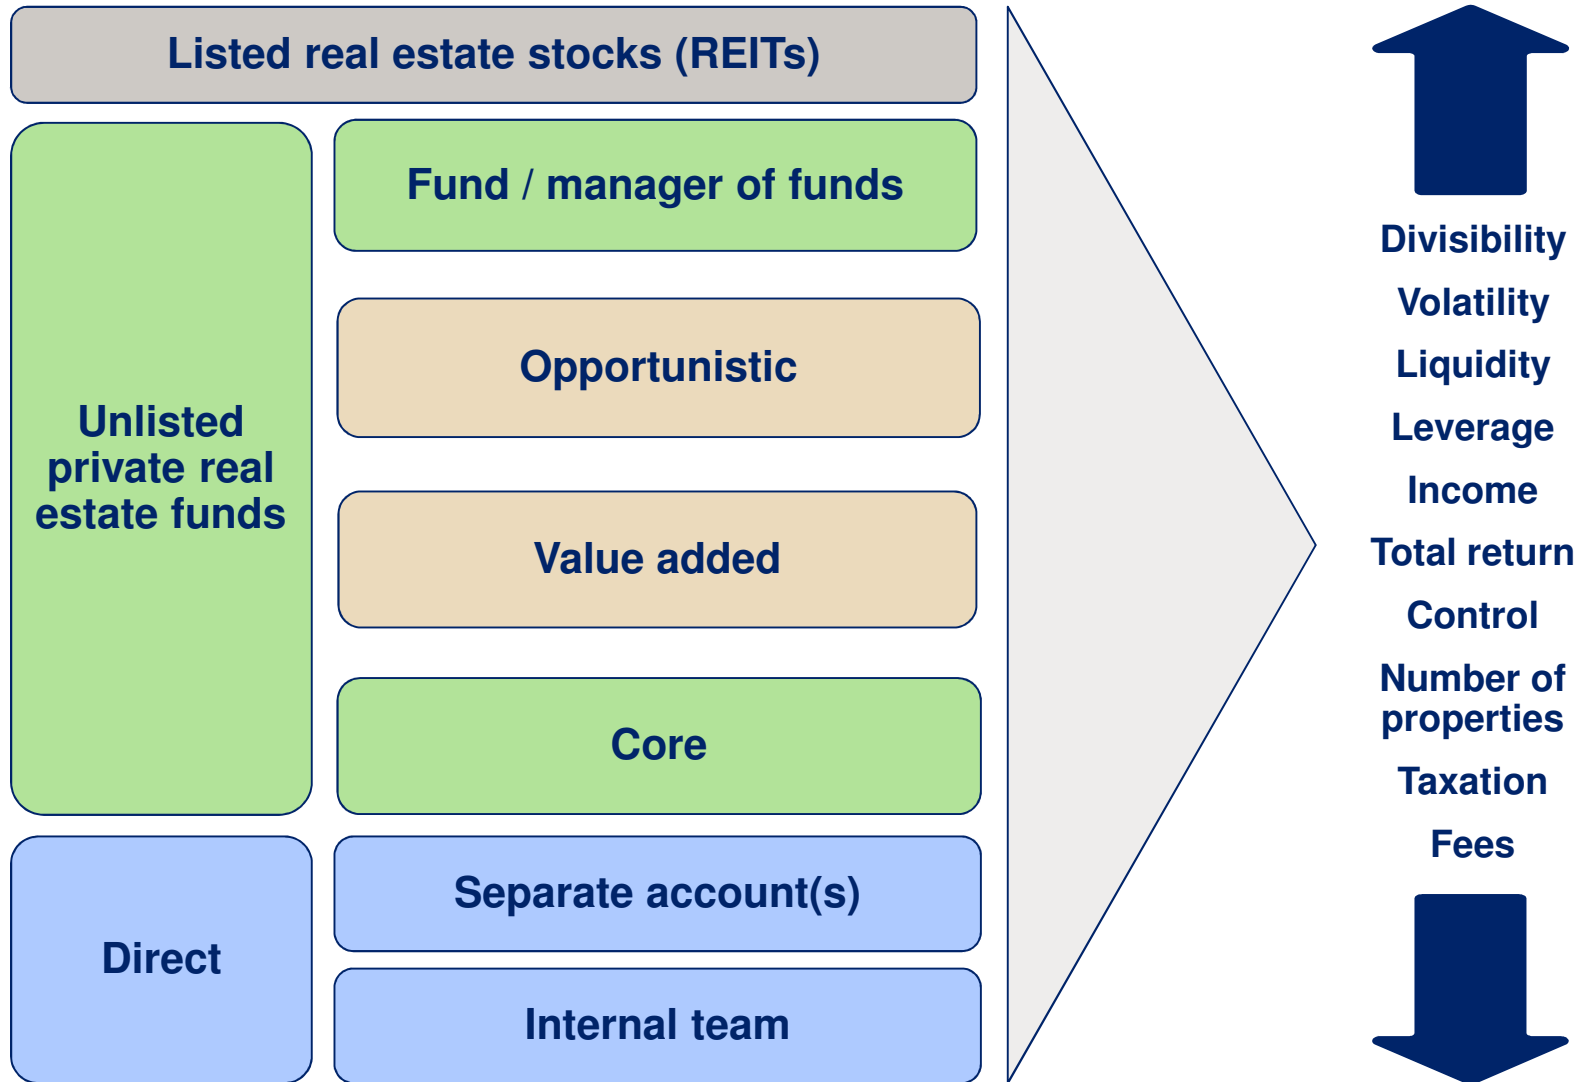 Listed real estate stocks (REITs)
Unlisted
private real
estate funds
Fund / manager of funds
Opportunistic
Value added
Core
Direct
Separate account(s)
Internal team
Divisibility
Volatility
Liquidity
Leverage
Income
Total return
Control
Number of
properties
Taxation
Fees